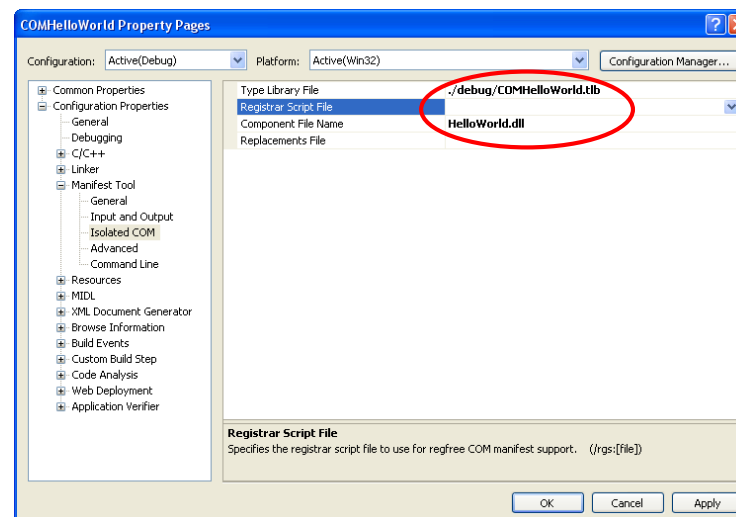 COMHelloWorld Property Pages
Configuration: Active(Debug) Platform: Active(Win32) Configuration Manager...
Common Properties
Configuration Properties
General
Debugging
C/C++
Linker
Manifest Tool
General
Input and Output
Isolated COM
Advanced
Command Line
Resources
MIDL
XML Document Generator
Browse Information
Build Events
Custom Build Step
Code Analysis
Web Deployment
Application Verifier
Type Library File ./debug/COMHelloWorld.tlb
Registrar Script File
Component File Name HelloWorld.dll
Replacements File
Registrar Script File
Specifies the registrar script file to use for regfree COM manifest support. (/rgs:[file])
OK Cancel Apply